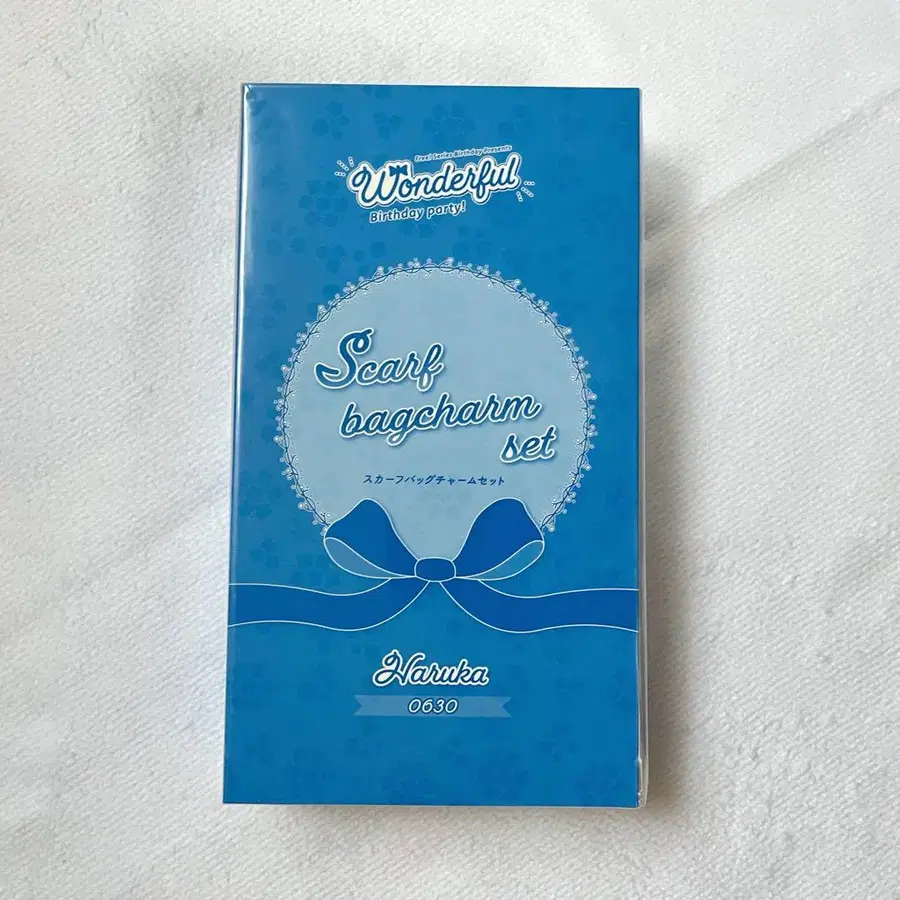 Free! Series Birthday Presents
Wonderful
Birthday party!
Scarf
bagcharm
set
スカーフバッグチャームセット
Haruka
0630